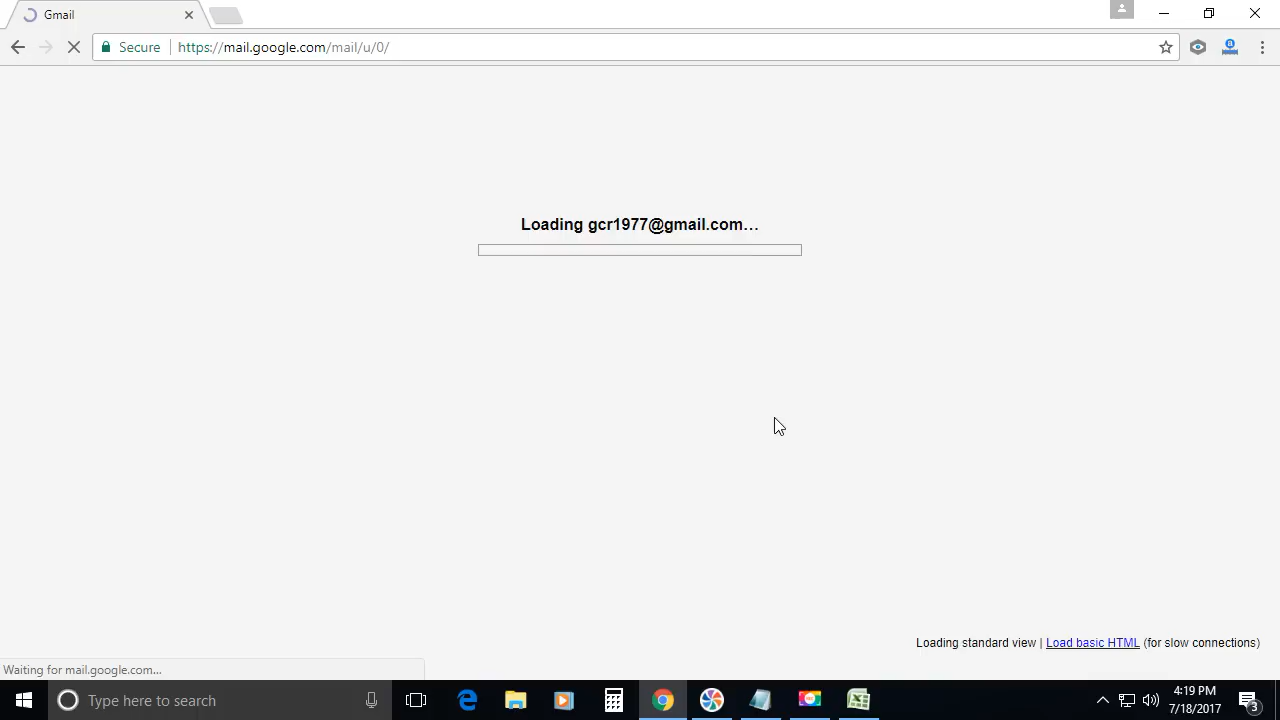 Gmail
Secure
https://mail.google.com/mail/u/0/
Loading gcr1977@gmail.com…
Loading standard view | Load basic HTML (for slow connections)
Waiting for mail.google.com...
Type here to search
4:19 PM
7/18/2017
3